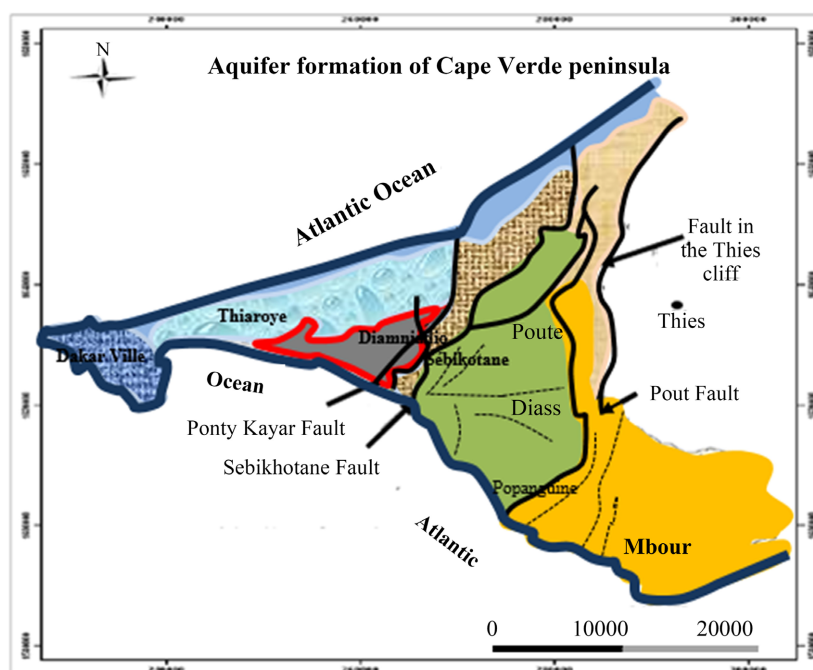 N
Aquifer formation of Cape Verde peninsula
Atlantic Ocean
Fault in
the Thies
cliff
Thiaroye
Thies
Diamniadio
Poute
Dakar Ville
Sebikotane
Ocean
Pout Fault
Diass
Ponty Kayar Fault
Sebikhotane Fault
Popanguine
Atlantic
Mbour
0 10000 20000